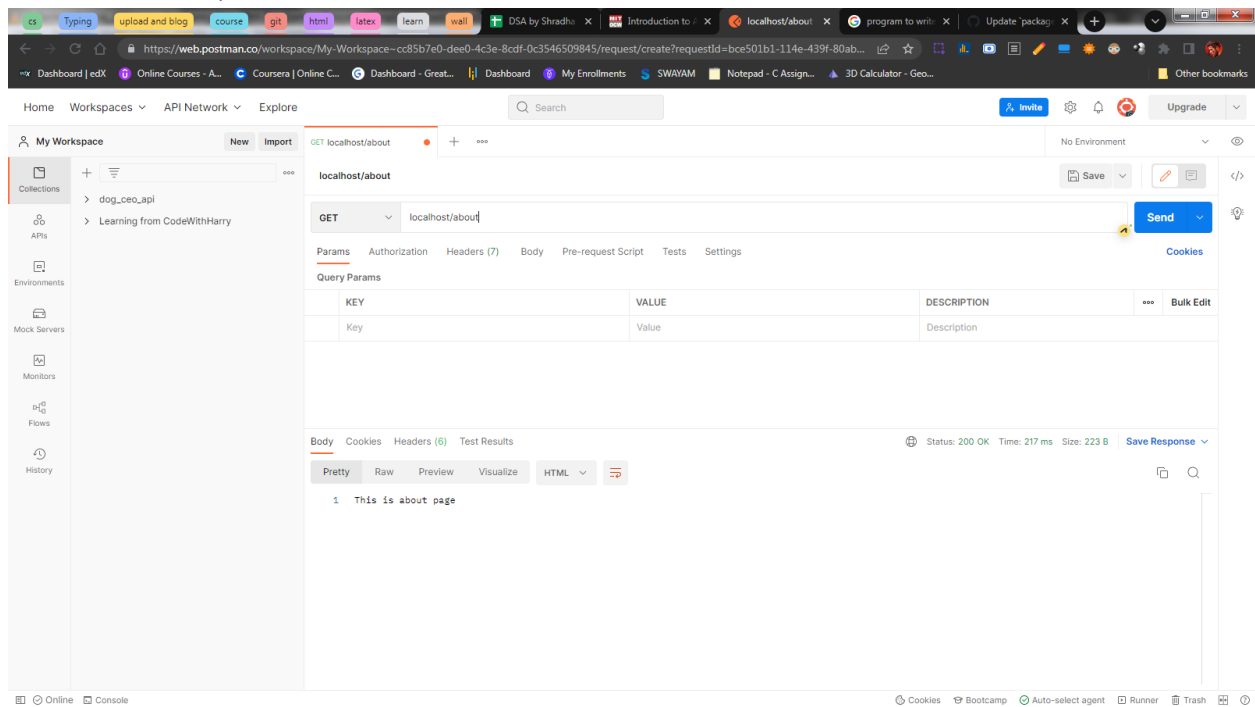 cs Typing upload and blog course git html latex learn wall DSA by Shradha Introduction to localhost/about program to write Update 'packag
https://web.postman.co/workspace/My-Workspace~cc85b7e0-dee0-4c3e-8cdf-0c3546509845/request/create?requestId=bce501b1-114e-439f-80ab...
Dashboard | edX Online Courses - A... Coursera | Online C... Dashboard - Great... Dashboard My Enrollments SWAYAM Notepad - C Assign... 3D Calculator - Geo... Other bookmarks
Home Workspaces API Network Explore Search Invite Upgrade
My Workspace New Import GET localhost/about No Environment
Collections
localhost/about Save
dog_ceo_api
Learning from CodeWithHarry
GET localhost/about Send
APIs
Params Authorization Headers (7) Body Pre-request Script Tests Settings Cookies
Environments
Query Params
KEY VALUE DESCRIPTION Bulk Edit
Key Value Description
Mock Servers
Monitors
Flows
Body Cookies Headers (6) Test Results Status: 200 OK Time: 217 ms Size: 223 B Save Response
History
Pretty Raw Preview Visualize HTML
1 This is about page
Online Console Cookies Bootcamp Auto-select agent Runner Trash